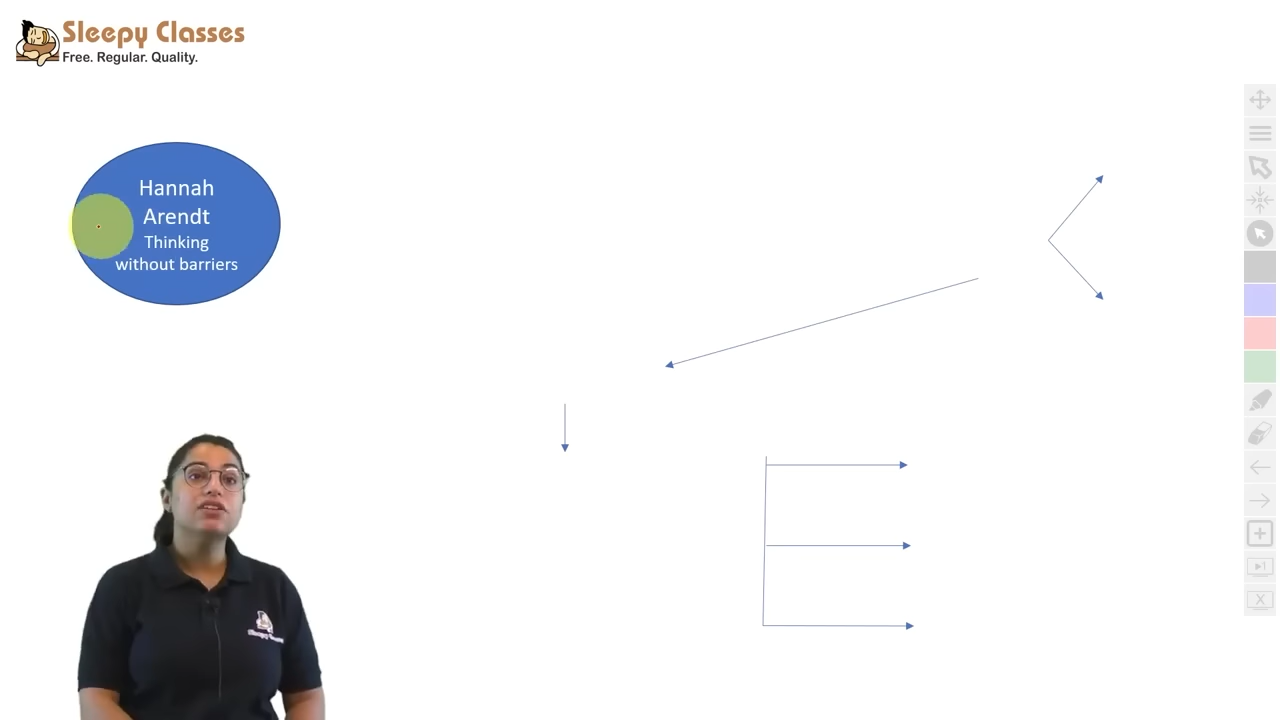 Sleepy Classes
Free. Regular. Quality.
Hannah
Arendt
Thinking
without barriers